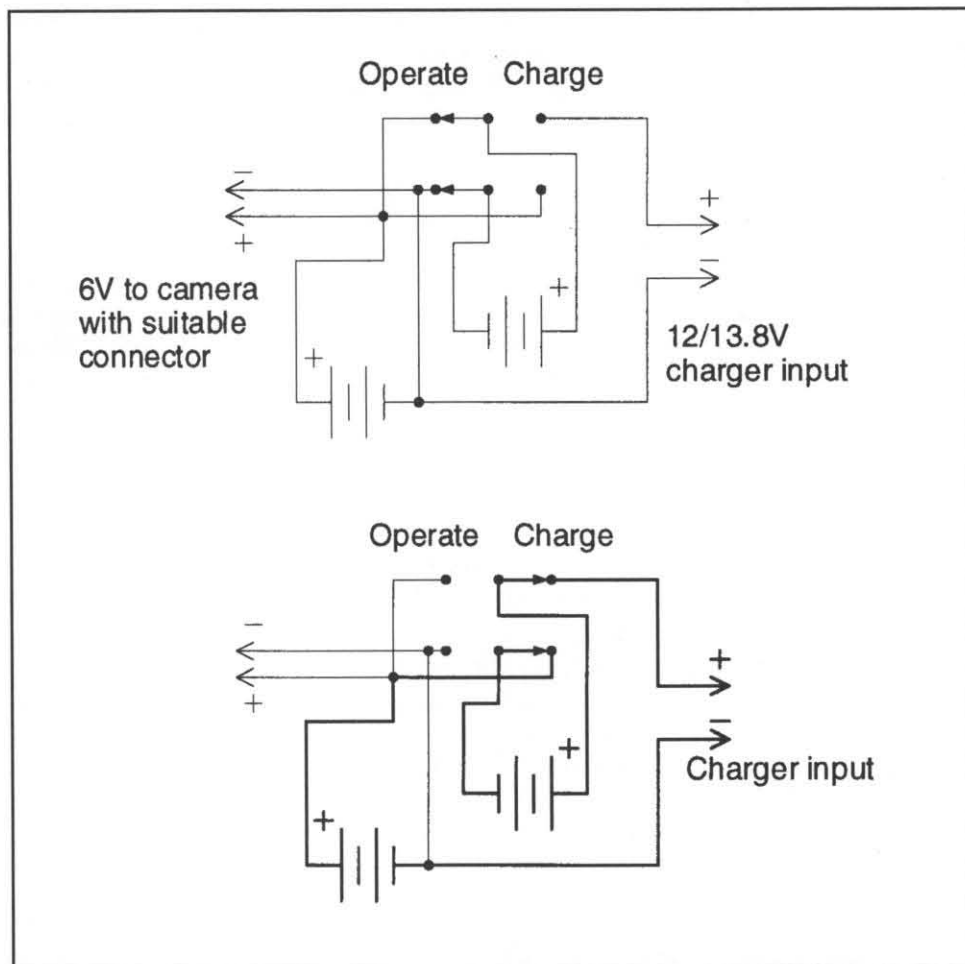 Operate Charge
−
+
+
−
6V to camera
with suitable
connector
+
+
12/13.8V
charger input
Operate Charge
−
+
+
−
+
Charger input
+